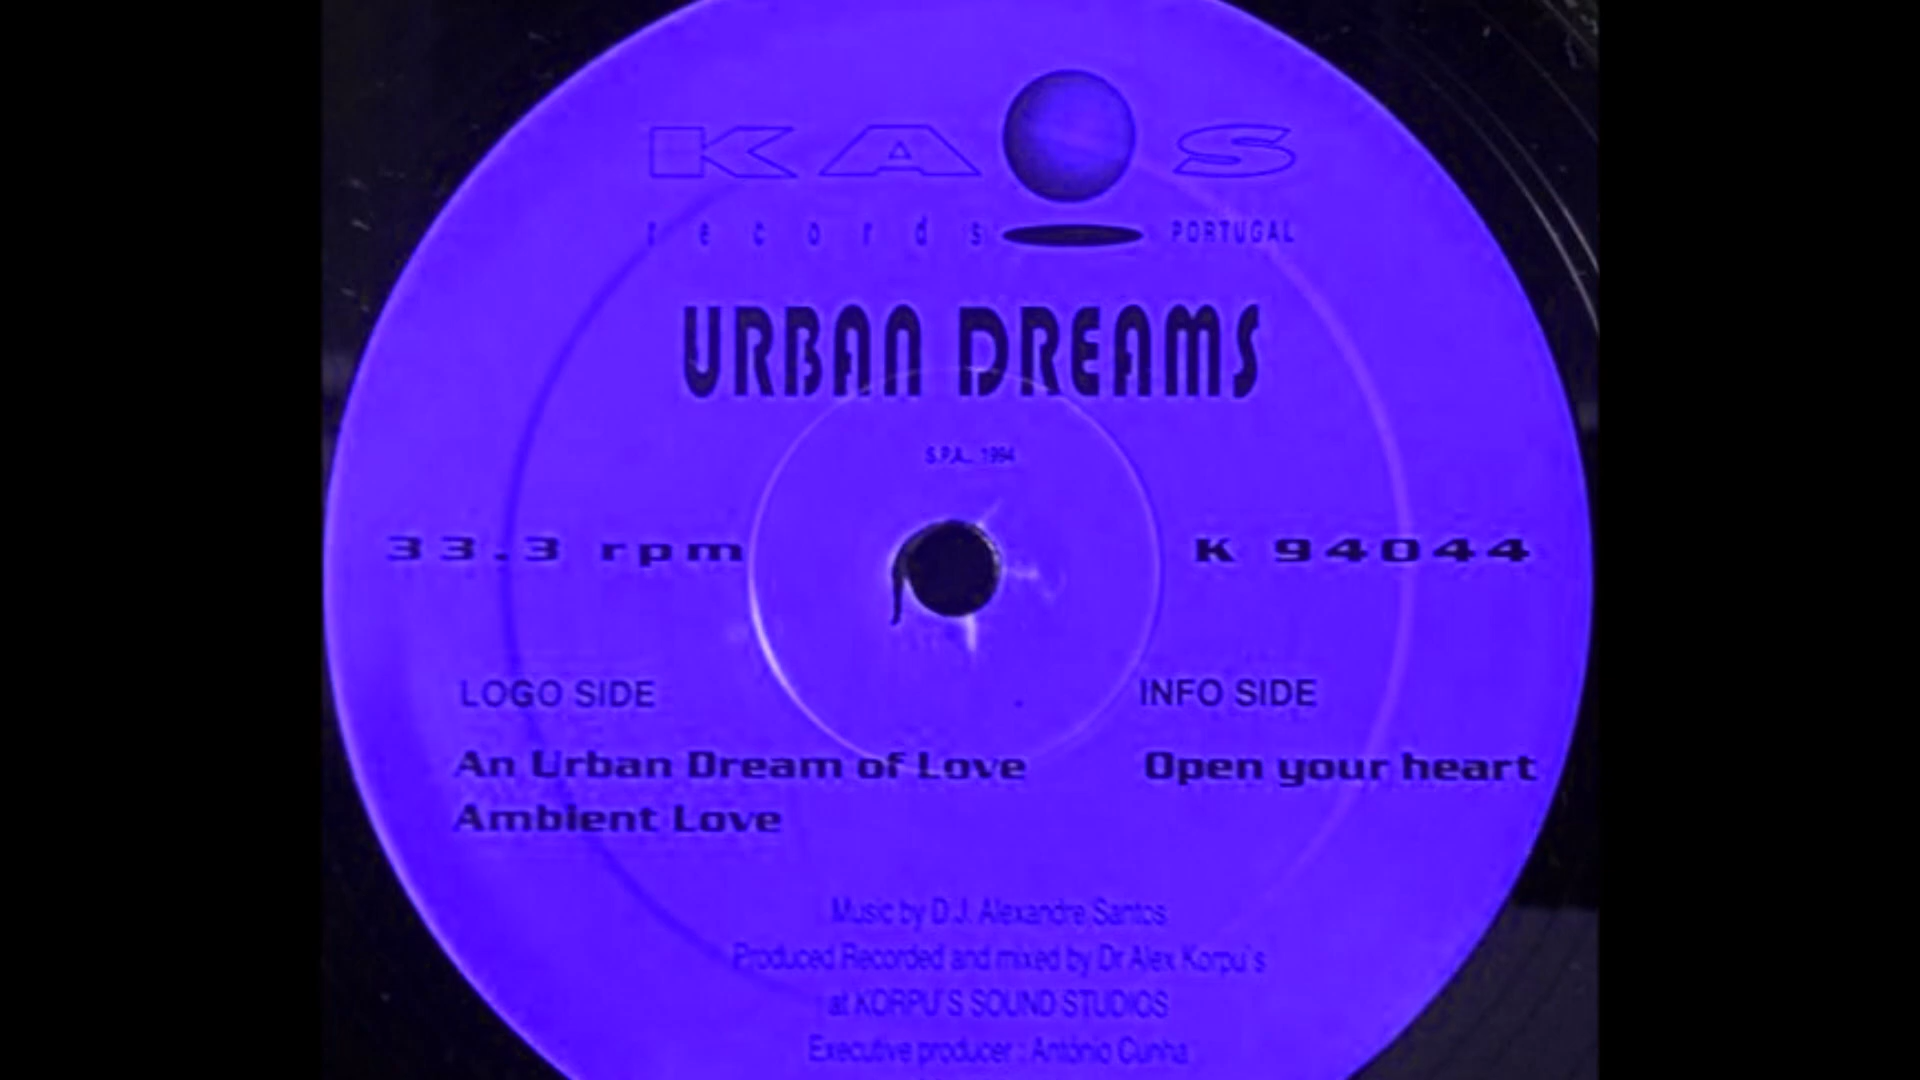 KAOS
records PORTUGAL
URBAN DREAMS
S.P.A.. 1994
33.3 rpm K 94044
LOGO SIDE INFO SIDE
An Urban Dream of Love Open your heart
Ambient Love
Music by D.J. Alexandre Santos
Produced Recorded and mixed by Dr Alex Korpu´s
at KORPU´S SOUND STUDIOS
Executive producer : António Cunha